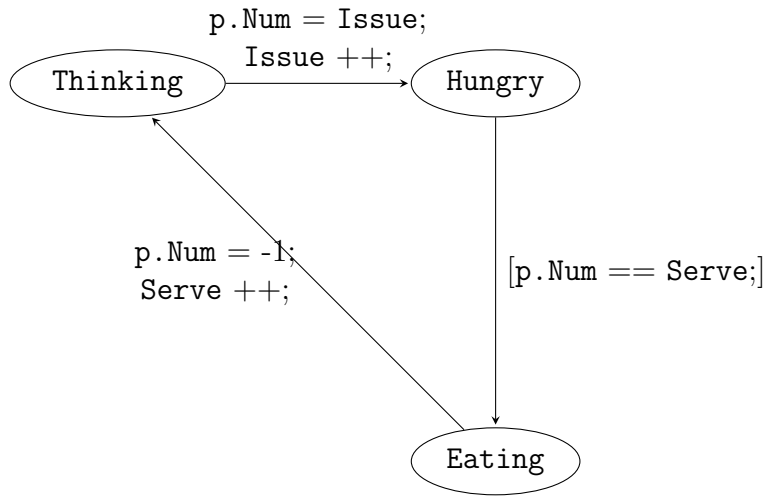 p.Num = Issue;
Issue ++;
Thinking
Hungry
p.Num = -1;
Serve ++;
[p.Num == Serve;]
Eating